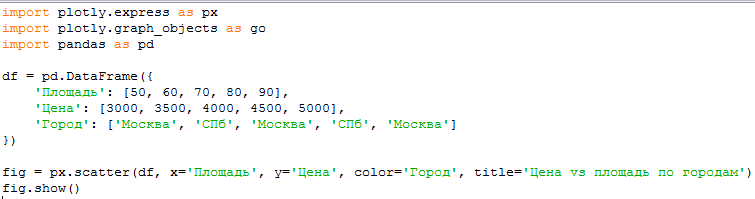 import plotly.express as px
import plotly.graph_objects as go
import pandas as pd

df = pd.DataFrame({
    'Площадь': [50, 60, 70, 80, 90],
    'Цена': [3000, 3500, 4000, 4500, 5000],
    'Город': ['Москва', 'СПб', 'Москва', 'СПб', 'Москва']
})

fig = px.scatter(df, x='Площадь', y='Цена', color='Город', title='Цена vs площадь по городам')
fig.show()